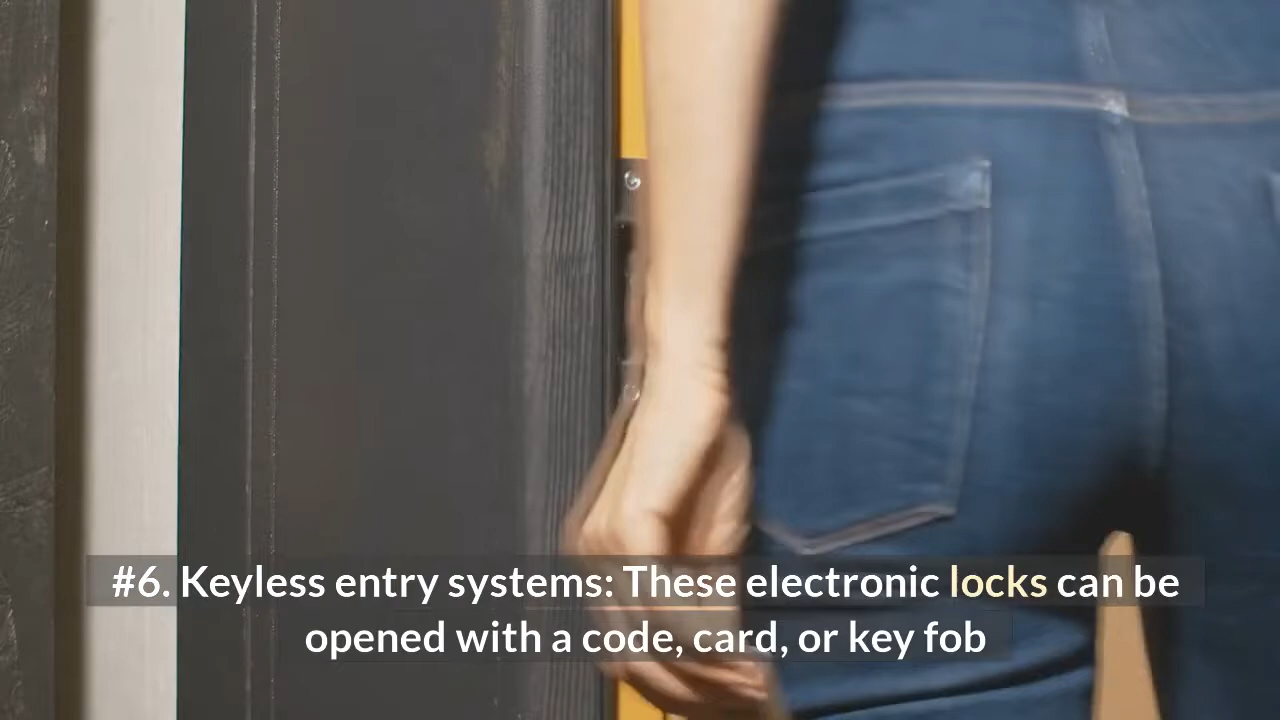 #6. Keyless entry systems: These electronic locks can be
opened with a code, card, or key fob